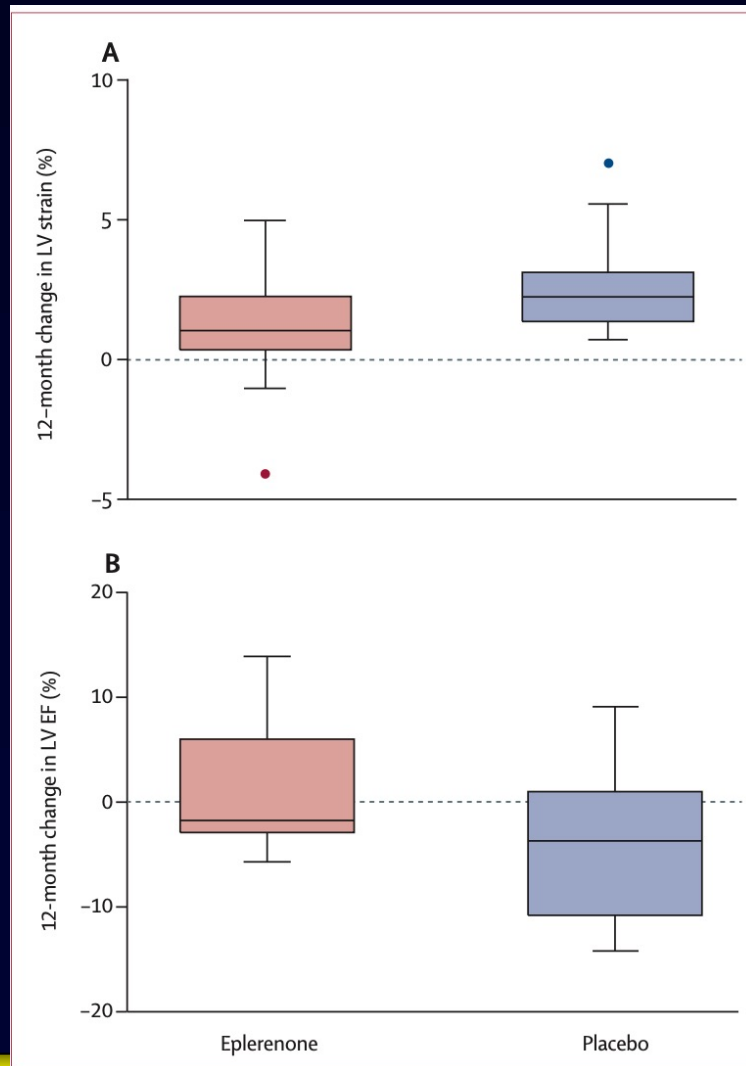 A
12-month change in LV strain (%)
10
5
0
–5
B
12-month change in LV EF (%)
20
10
0
–10
–20
Eplerenone
Placebo